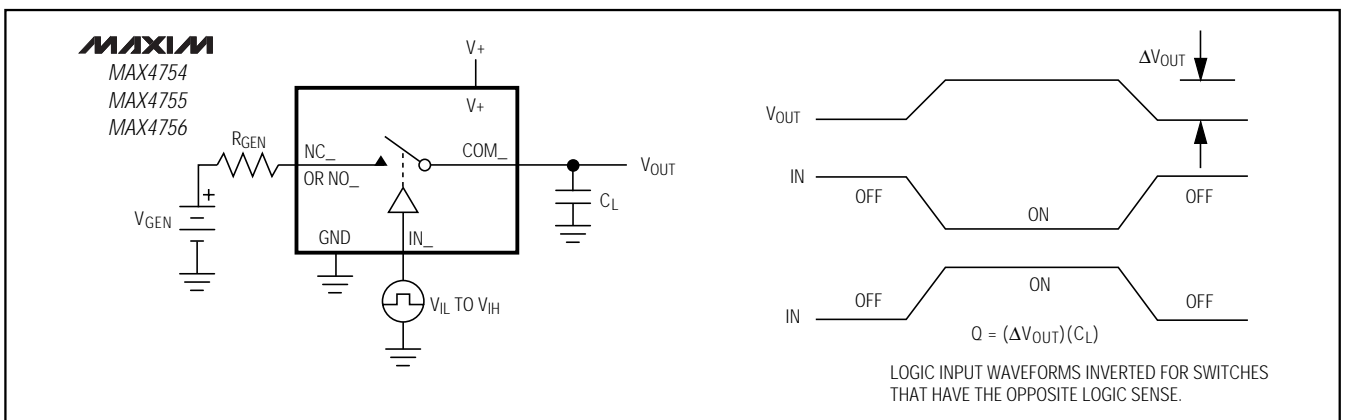 MAXIM
MAX4754
MAX4755
MAX4756
V+
V+
RGEN
NC_
OR NO_
COM_
VOUT
CL
VGEN
+
GND
IN_
VIL TO VIH
ΔVOUT
VOUT
IN
OFF
ON
OFF
IN
OFF
ON
OFF
Q = (ΔVOUT)(CL)
LOGIC INPUT WAVEFORMS INVERTED FOR SWITCHES
THAT HAVE THE OPPOSITE LOGIC SENSE.